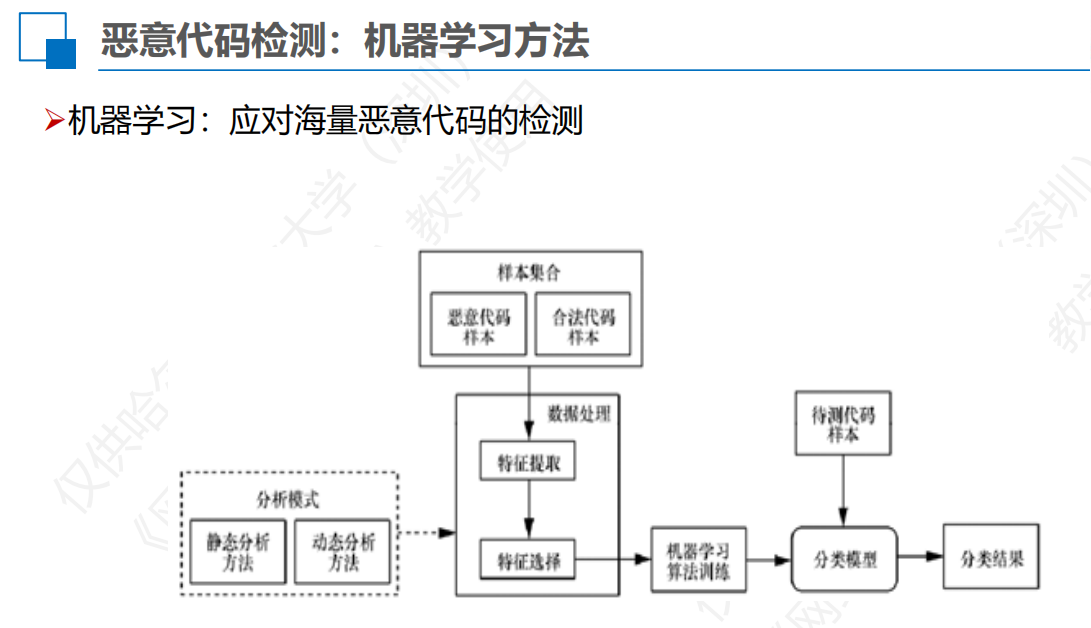 恶意代码检测：机器学习方法
机器学习：应对海量恶意代码的检测
样本集合
恶意代码
样本
合法代码
样本
数据处理
特征提取
特征选择
分析模式
静态分析
方法
动态分析
方法
机器学习
算法训练
待测代码
样本
分类模型
分类结果
大学（深圳）
教学使用
仅供哈
（深圳）
教学